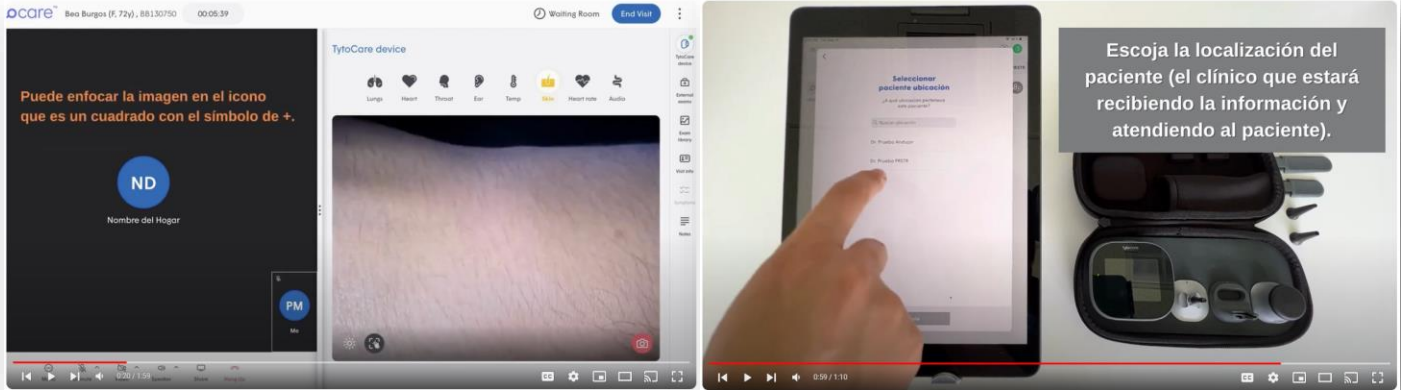 ocare
Bea Burgos (F, 72y) , BB130750
00:05:39
Waiting Room
End Visit
Puede enfocar la imagen en el icono
que es un cuadrado con el símbolo de +.
ND
Nombre del Hogar
PM
Me
TytoCare device
Lungs
Heart
Throat
Ear
Temp
Skin
Heart rate
Audio
TytoCare
device
External
Exam
library
Visit info
Notes
0:20 / 1:59
Seleccionar
paciente ubicación
Dr. Prueba
Dr. Prueba
Escoja la localización del
paciente (el clínico que estará
recibiendo la información y
atendiendo al paciente).
0:59 / 1:10